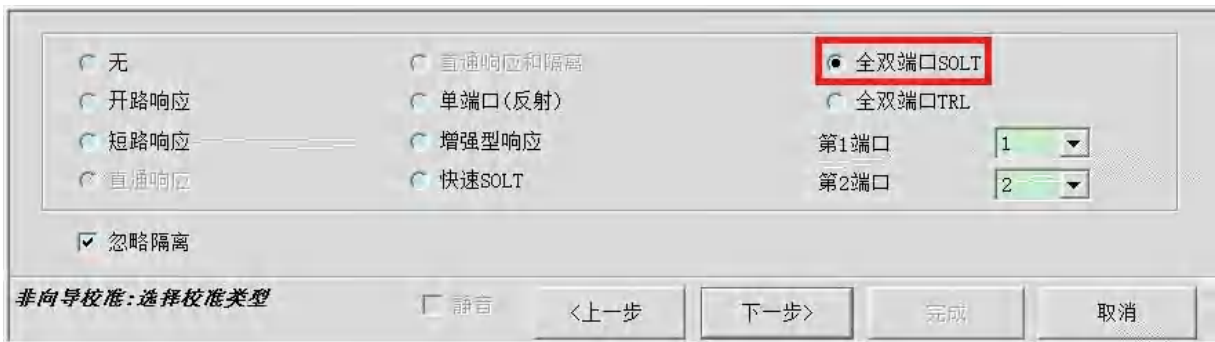 无 直通响应和隔离 全双端口SOLT
开路响应 单端口(反射) 全双端口TRL
短路响应 增强型响应 第1端口 1
直通响应 快速SOLT 第2端口 2
忽略隔离
非向导校准:选择校准类型 静音 <上一步 下一步> 完成 取消